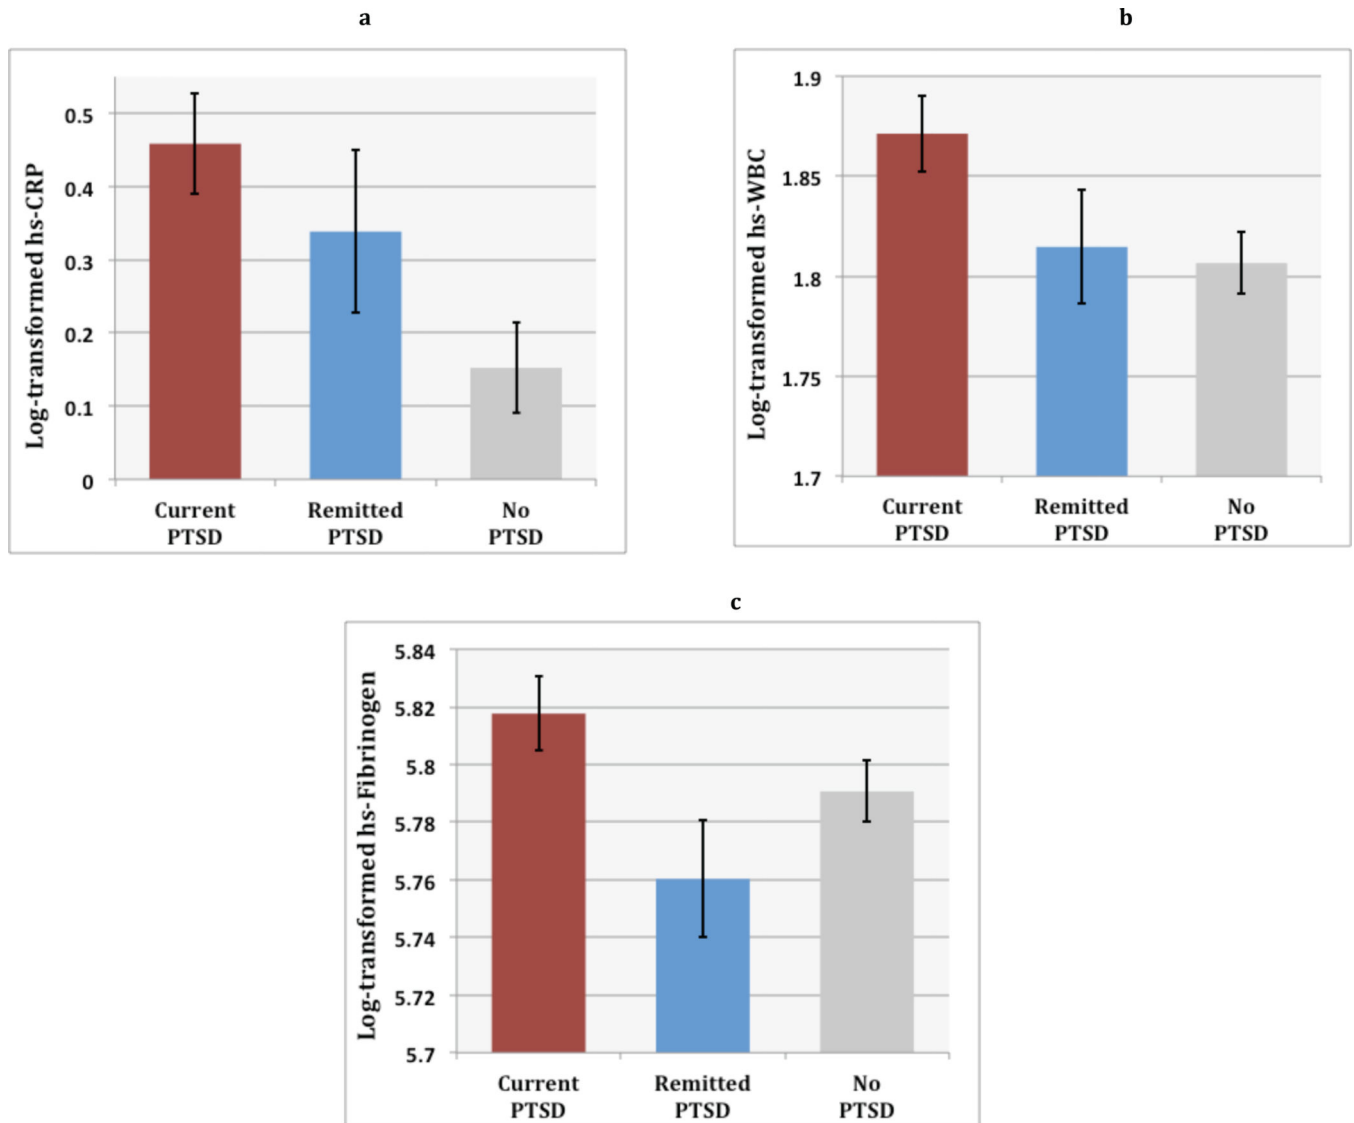 a
Log-transformed hs-CRP
0.5
0.4
0.3
0.2
0.1
0
Current
PTSD
Remitted
PTSD
No
PTSD
b
Log-transformed hs-WBC
1.9
1.85
1.8
1.75
1.7
Current
PTSD
Remitted
PTSD
No
PTSD
c
Log-transformed hs-Fibrinogen
5.84
5.82
5.8
5.78
5.76
5.74
5.72
5.7
Current
PTSD
Remitted
PTSD
No
PTSD